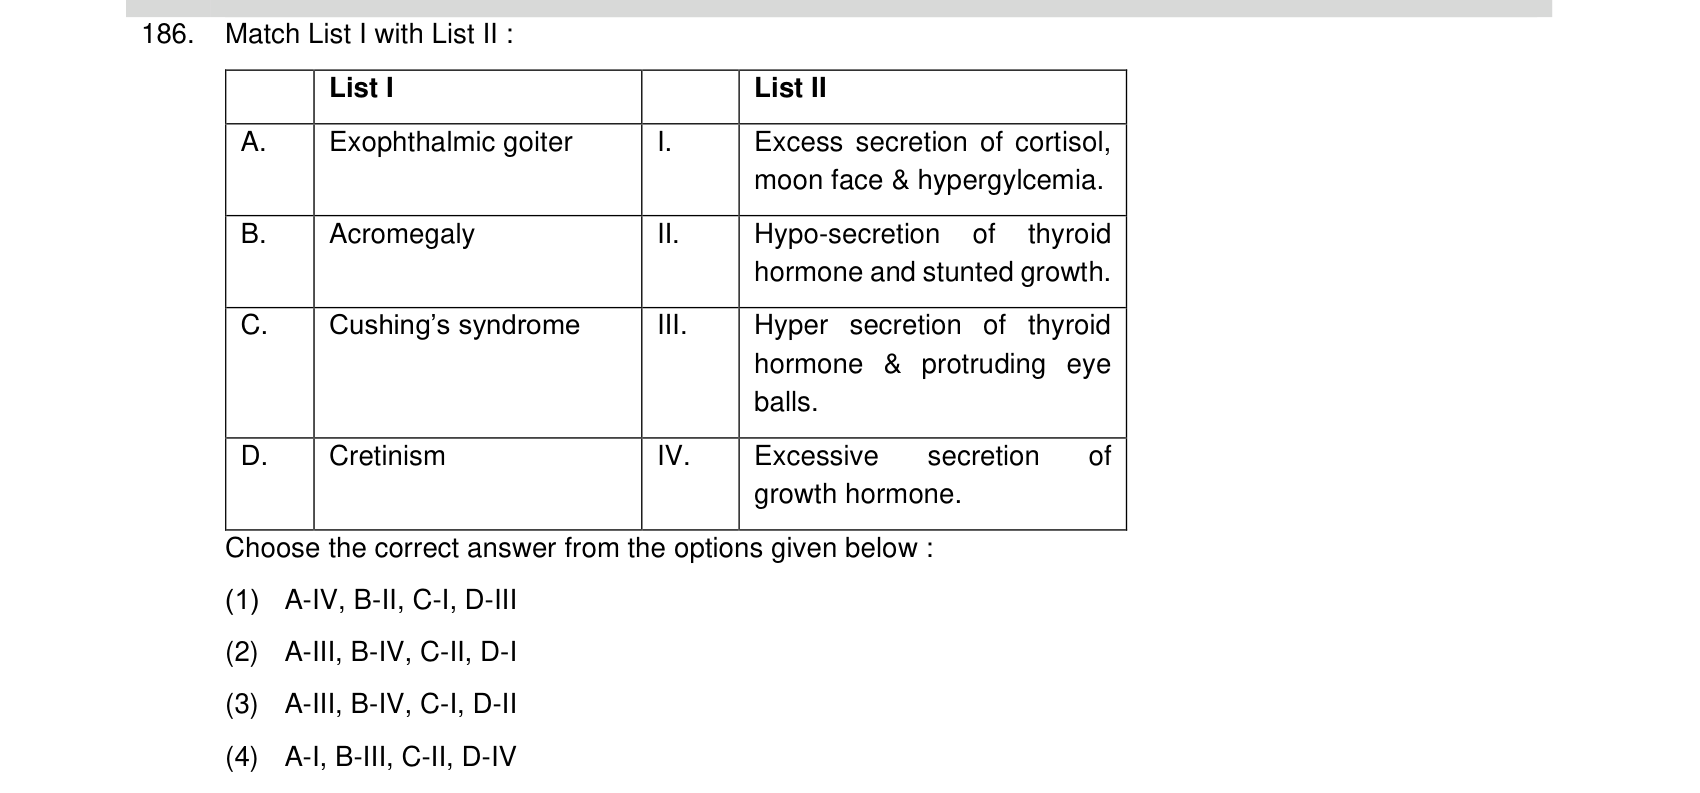 186. Match List I with List II :
List I List II
A. Exophthalmic goiter I. Excess secretion of cortisol,
moon face & hypergylcemia.
B. Acromegaly II. Hypo-secretion of thyroid
hormone and stunted growth.
C. Cushing’s syndrome III. Hyper secretion of thyroid
hormone & protruding eye
balls.
D. Cretinism IV. Excessive secretion of
growth hormone.
Choose the correct answer from the options given below :
(1) A-IV, B-II, C-I, D-III
(2) A-III, B-IV, C-II, D-I
(3) A-III, B-IV, C-I, D-II
(4) A-I, B-III, C-II, D-IV